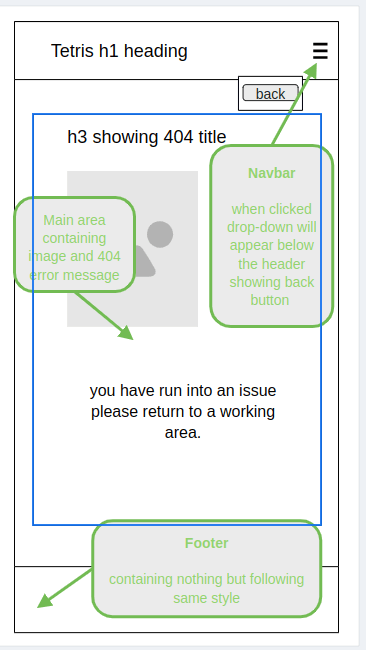 Tetris h1 heading
back
h3 showing 404 title
Navbar
when clicked
drop-down will
appear below
the header
showing back
button
Main area
containing
image and 404
error message
you have run into an issue
please return to a working
area.
Footer
containing nothing but following
same style